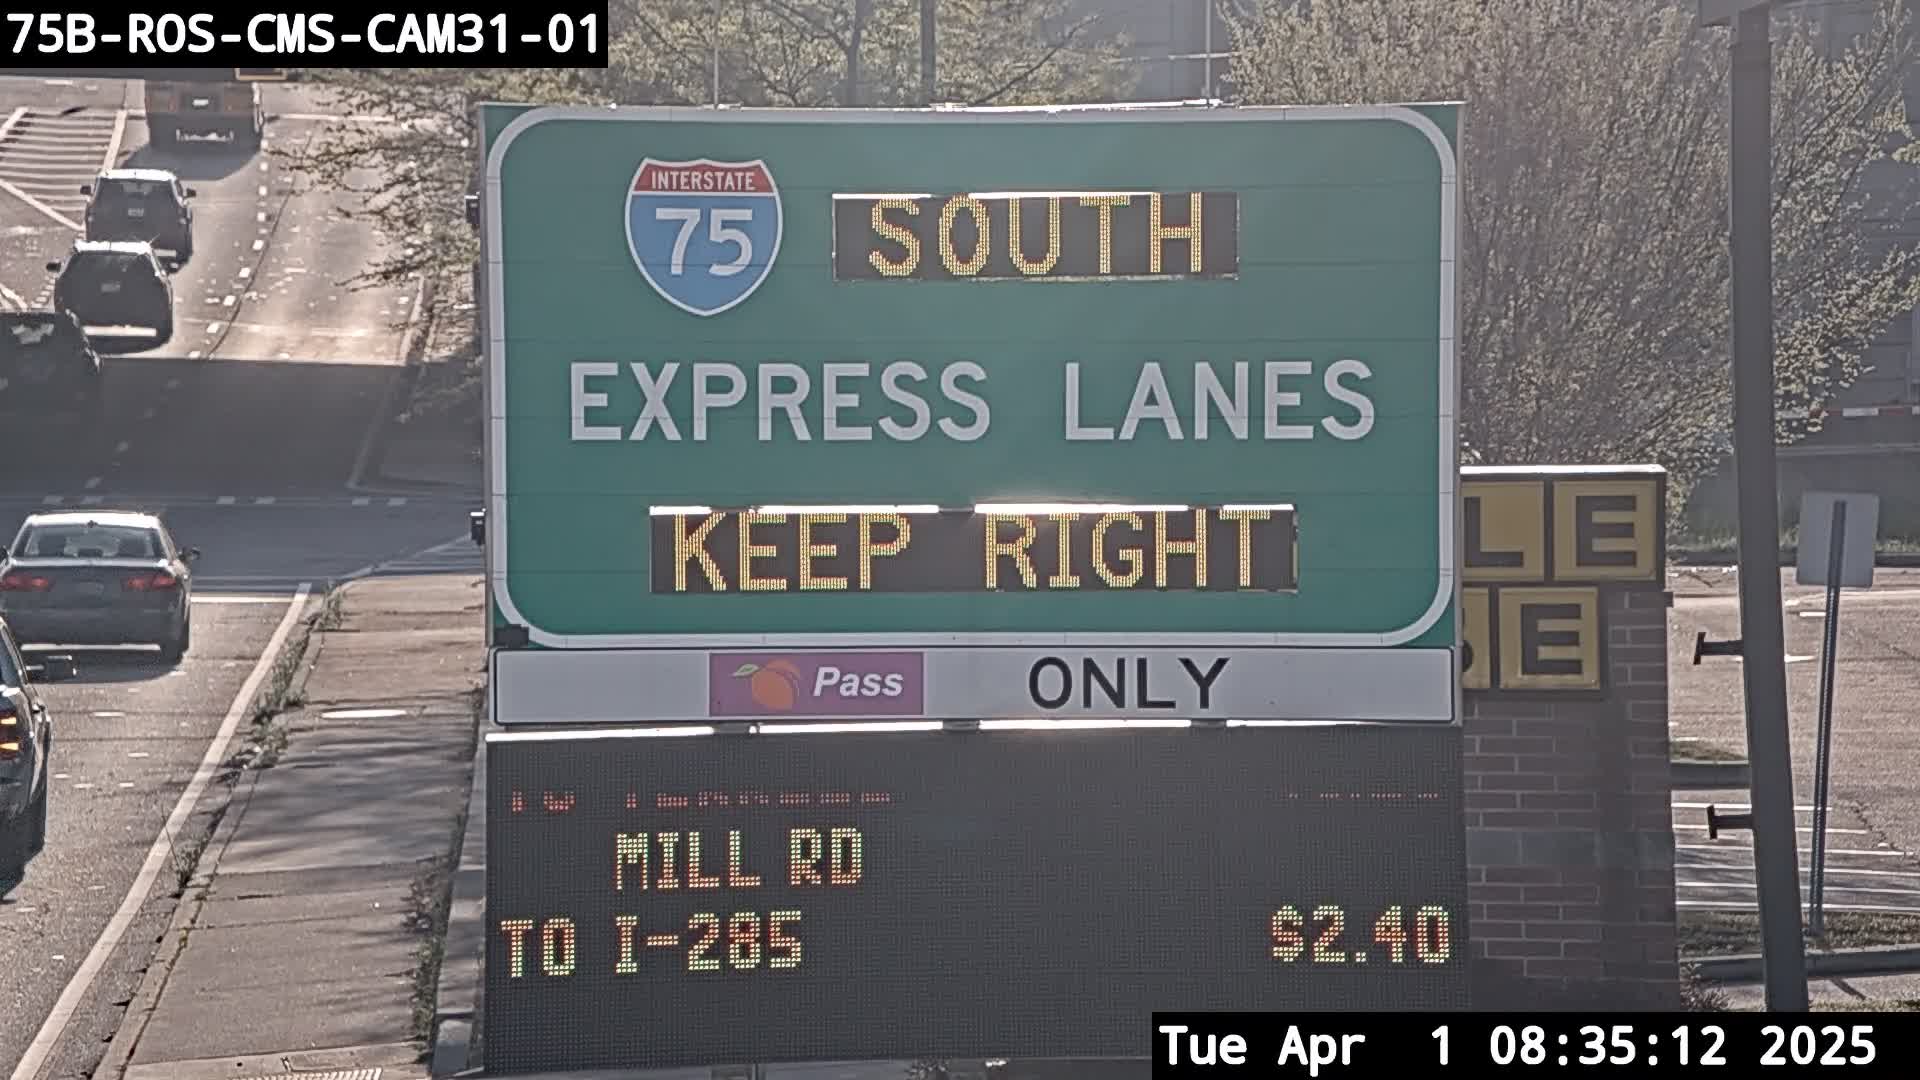 75B-ROS-CMS-CAM31-01
INTERSTATE
75
SOUTH
EXPRESS LANES
KEEP RIGHT
Pass ONLY
MILL RD
TO I-285 $2.40
LE
E
Tue Apr 1 08:35:12 2025